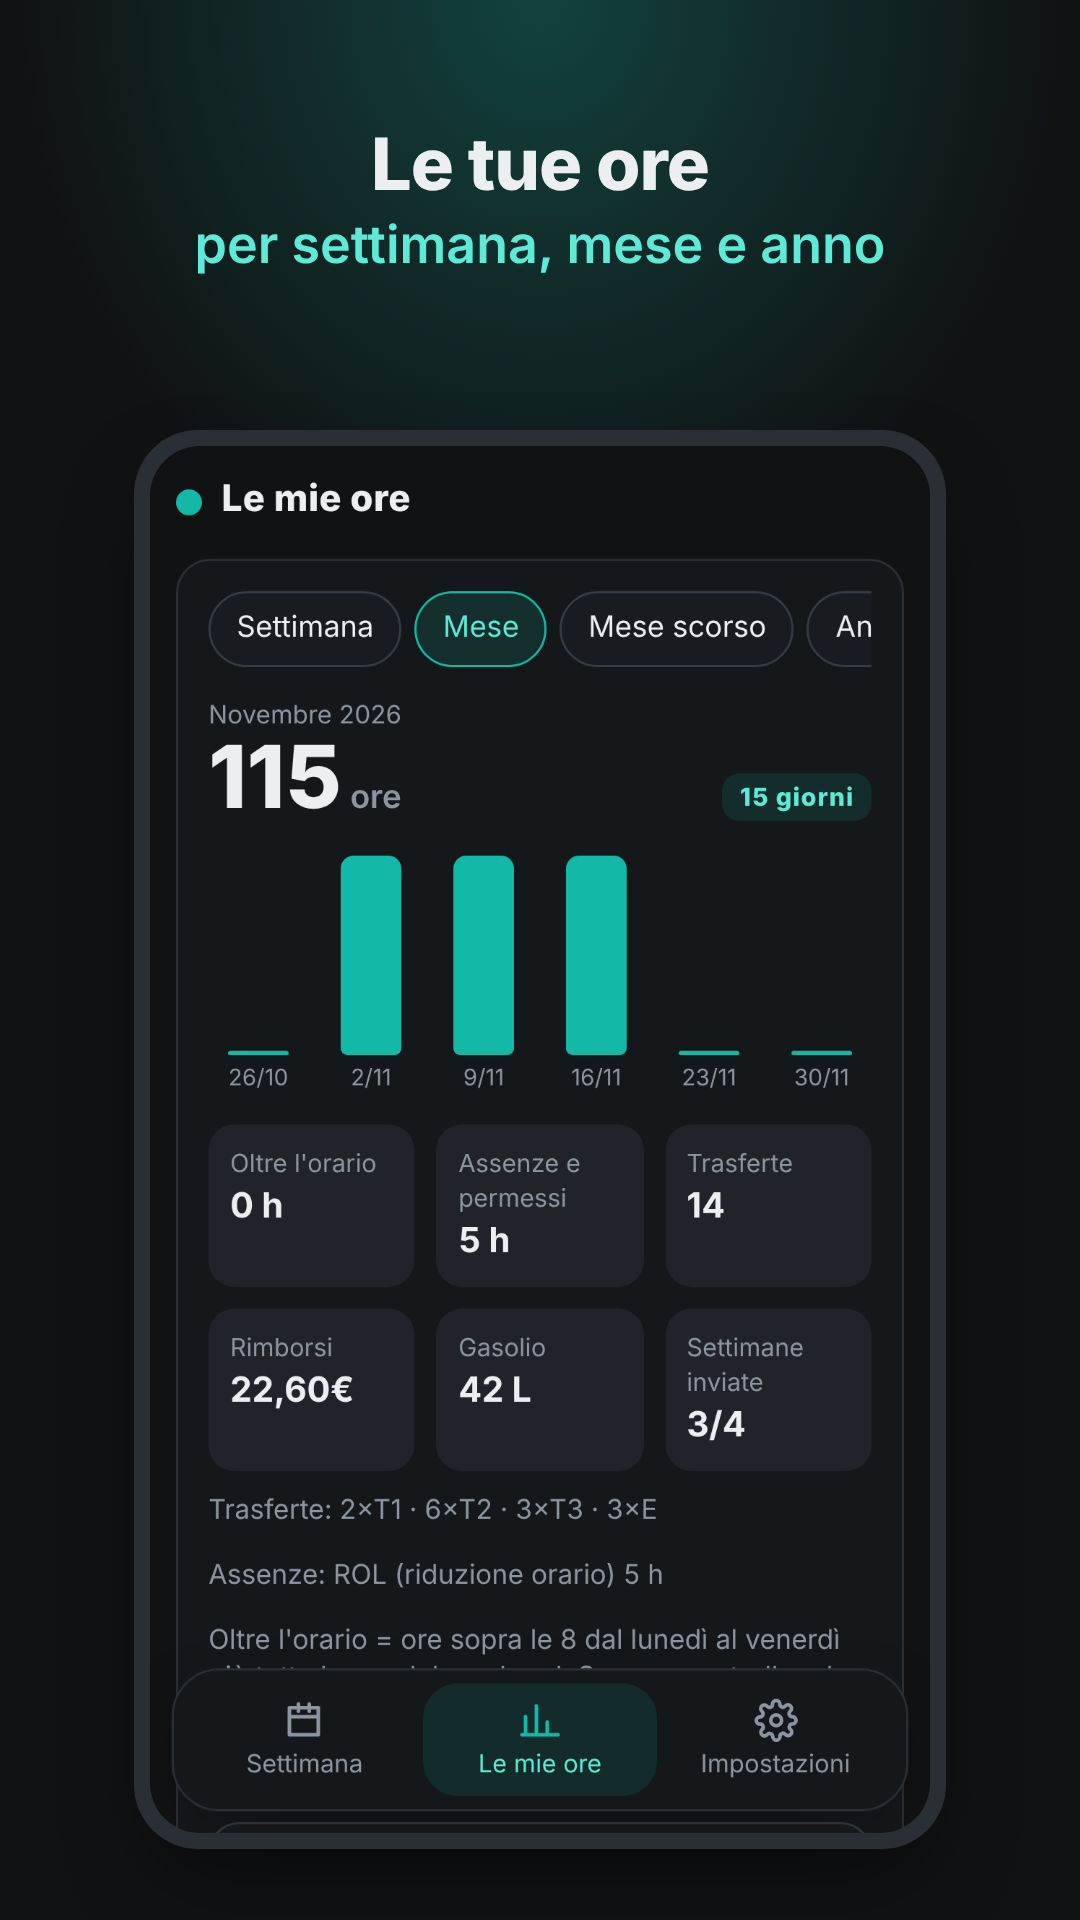 Le tue ore
per settimana, mese e anno
Le mie ore
Settimana
Mese
Mese scorso
An
Novembre 2026
115 ore
15 giorni
26/10
2/11
9/11
16/11
23/11
30/11
Oltre l'orario
0 h
Assenze e
permessi
5 h
Trasferte
14
Rimborsi
22,60€
Gasolio
42 L
Settimane
inviate
3/4
Trasferte: 2×T1 · 6×T2 · 3×T3 · 3×E
Assenze: ROL (riduzione orario) 5 h
Oltre l'orario = ore sopra le 8 dal lunedì al venerdì
Settimana
Le mie ore
Impostazioni